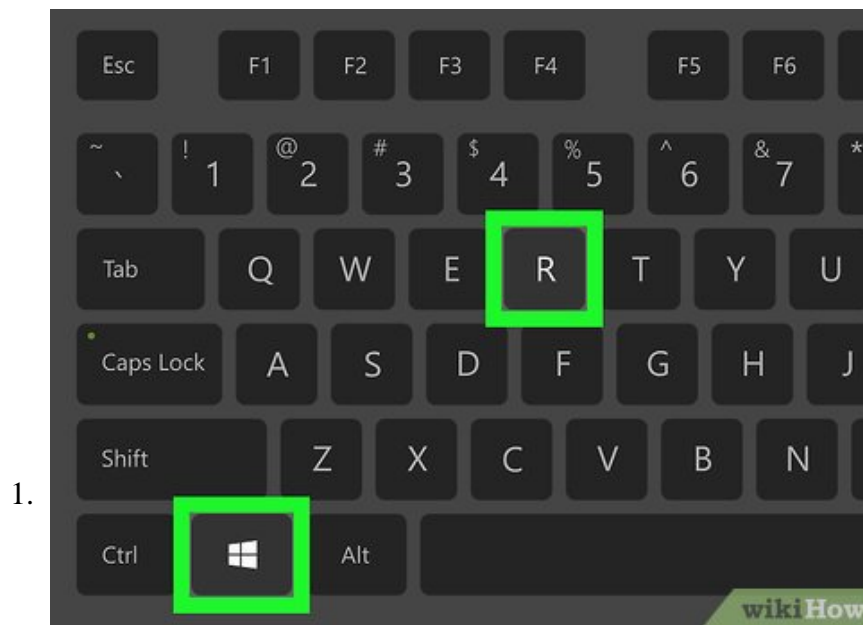 Esc F1 F2 F3 F4 F5 F6
~ ` ! 1 @ 2 # 3 $ 4 % 5 ^ 6 & 7 *
Tab Q W E R T Y U
Caps Lock A S D F G H J
Shift Z X C V B N
1.
Ctrl Alt
wikiHow